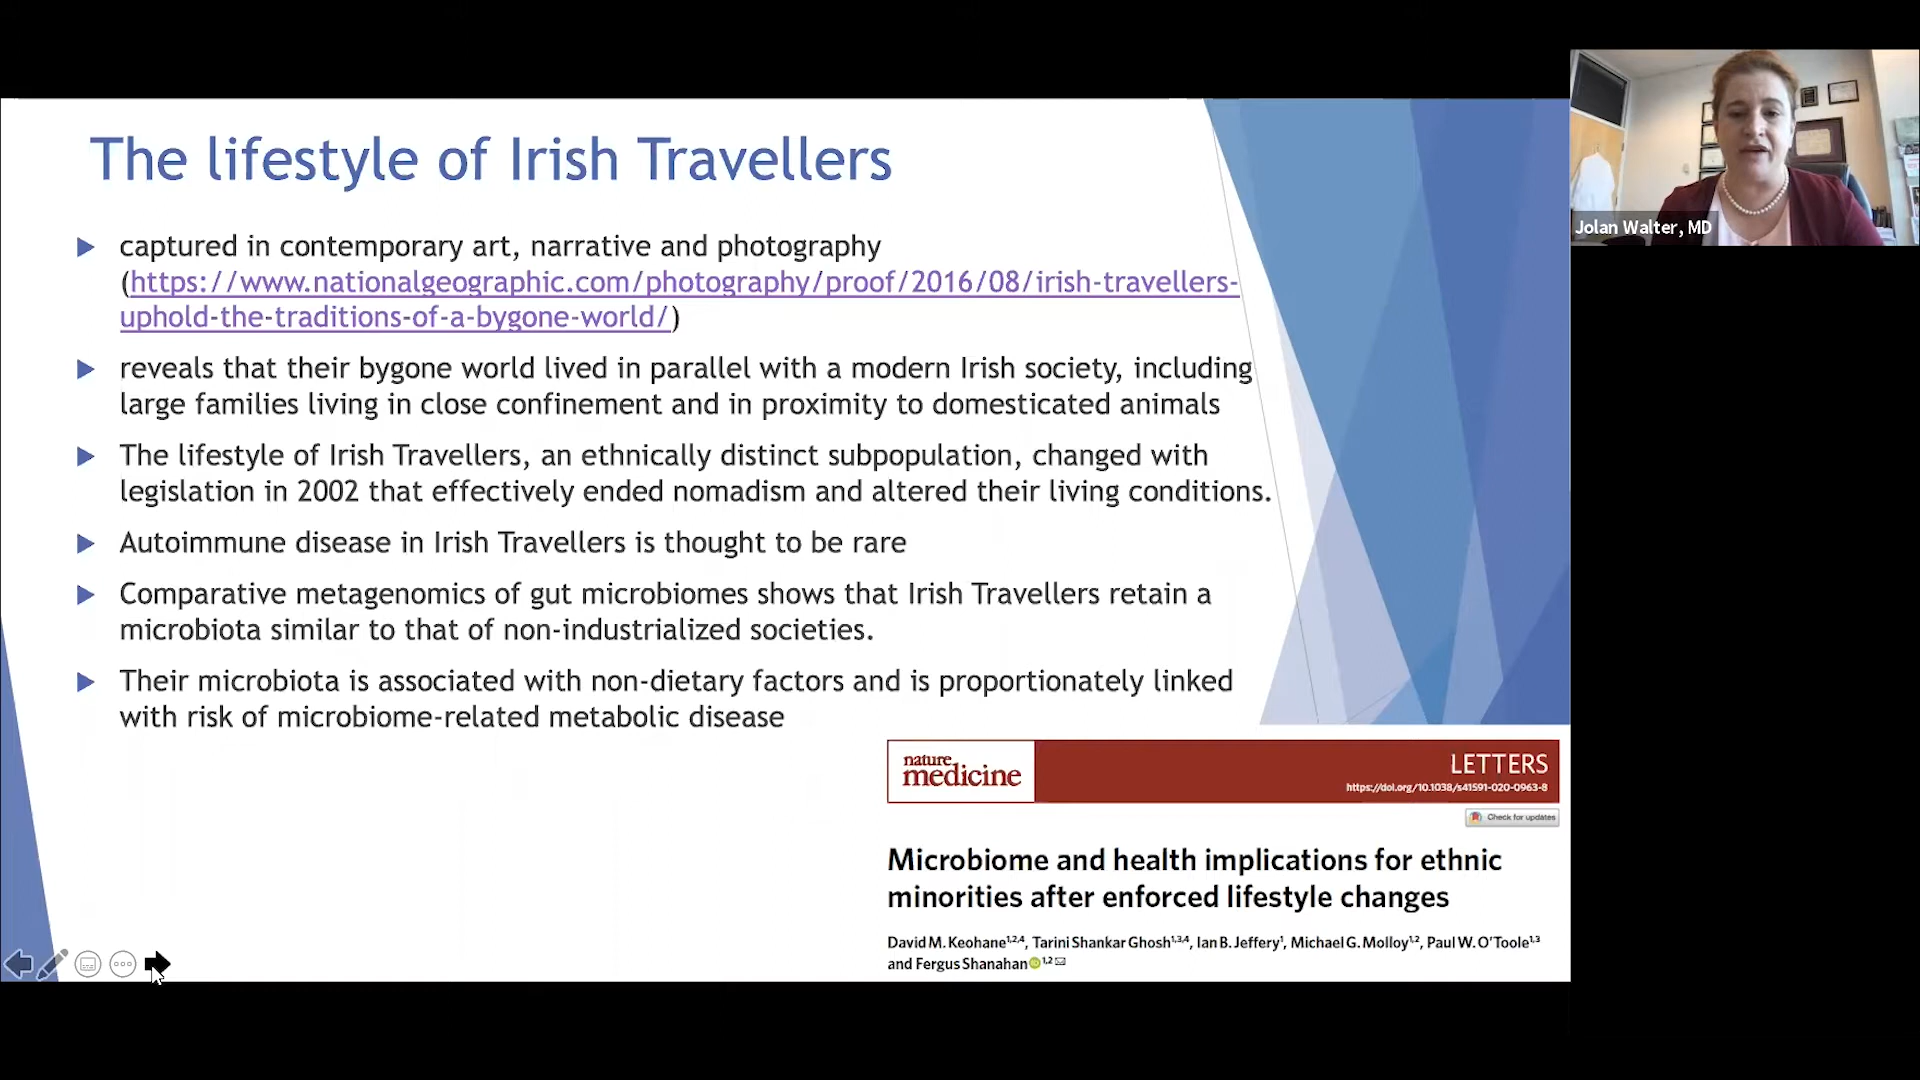 The lifestyle of Irish Travellers
captured in contemporary art, narrative and photography
(https://www.nationalgeographic.com/photography/proof/2016/08/irish-travellers-
uphold-the-traditions-of-a-bygone-world/)
reveals that their bygone world lived in parallel with a modern Irish society, including
large families living in close confinement and in proximity to domesticated animals
The lifestyle of Irish Travellers, an ethnically distinct subpopulation, changed with
legislation in 2002 that effectively ended nomadism and altered their living conditions.
Autoimmune disease in Irish Travellers is thought to be rare
Comparative metagenomics of gut microbiomes shows that Irish Travellers retain a
microbiota similar to that of non-industrialized societies.
Their microbiota is associated with non-dietary factors and is proportionately linked
with risk of microbiome-related metabolic disease
nature
medicine
LETTERS
https://doi.org/10.1038/s41591-020-0963-8
Check for updates
Microbiome and health implications for ethnic
minorities after enforced lifestyle changes
David M. Keohane1,2,4, Tarini Shankar Ghosh1,3,4, Ian B. Jeffery1, Michael G. Molloy1,2, Paul W. O'Toole1,3
and Fergus Shanahan 1,2
Jolan Walter, MD